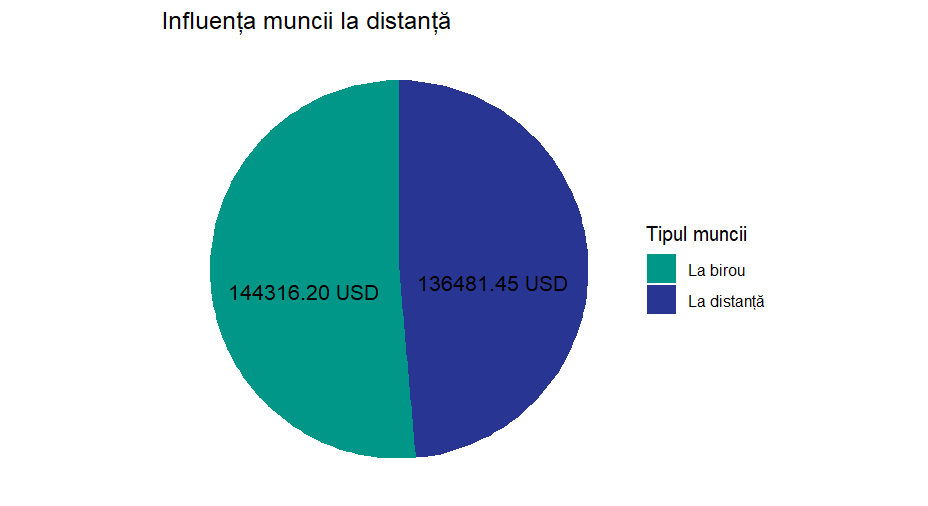 Influența muncii la distanță
144316.20 USD
136481.45 USD
Tipul muncii
La birou
La distanță